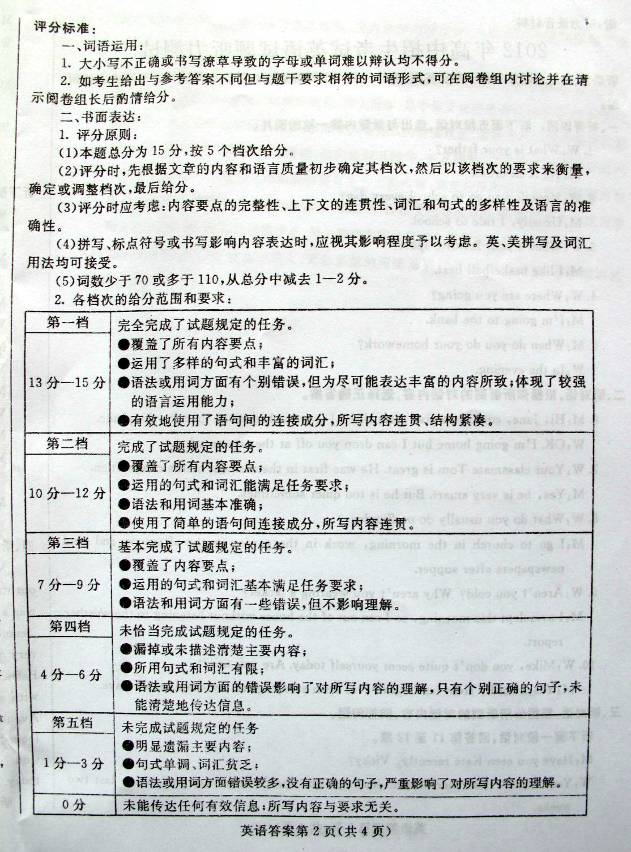 评分标准:
一、词语运用:
1. 大小写不正确或书写潦草导致的字母或单词难以辩认均不得分。
2. 如考生给出与参考答案不同但与题干要求相符的词语形式,可在阅卷组内讨论并在请
示阅卷组长后酌情给分。
二、书面表达:
1. 评分原则:
(1)本题总分为 15 分,按 5 个档次给分。
(2)评分时,先根据文章的内容和语言质量初步确定其档次,然后以该档次的要求来衡量,
确定或调整档次,最后给分。
(3)评分时应考虑:内容要点的完整性、上下文的连贯性、词汇和句式的多样性及语言的准
确性。
(4)拼写、标点符号或书写影响内容表达时,应视其影响程度予以考虑。英、美拼写及词汇
用法均可接受。
(5)词数少于 70 或多于 110,从总分中减去 1—2 分。
2. 各档次的给分范围和要求:
第一档
13 分—15 分
完全完成了试题规定的任务。
●覆盖了所有内容要点;
●运用了多样的句式和丰富的词汇;
●语法或用词方面有个别错误,但为尽可能表达丰富的内容所致;体现了较强
的语言运用能力;
●有效地使用了语句间的连接成分,所写内容连贯、结构紧凑。
第二档
10 分—12 分
完成了试题规定的任务。
●覆盖了所有内容要点;
●运用的句式和词汇能满足任务要求;
●语法和用词基本准确;
●使用了简单的语句间连接成分,所写内容连贯。
第三档
7 分—9 分
基本完成了试题规定的任务。
●覆盖了内容要点;
●运用的句式和词汇基本满足任务要求;
●语法和用词方面有一些错误,但不影响理解。
第四档
4 分—6 分
未恰当完成试题规定的任务。
●漏掉或未描述清楚主要内容;
●所用句式和词汇有限;
●语法或用词方面的错误影响了对所写内容的理解,只有个别正确的句子,未
能清楚地传达信息。
第五档
1 分—3 分
未完成试题规定的任务
●明显遗漏主要内容;
●句式单调、词汇贫乏;
●语法或用词方面错误较多,没有正确的句子,严重影响了对所写内容的理解。
0 分
未能传达任何有效信息:所写内容与要求无关。
英语答案第 2 页(共 4 页)